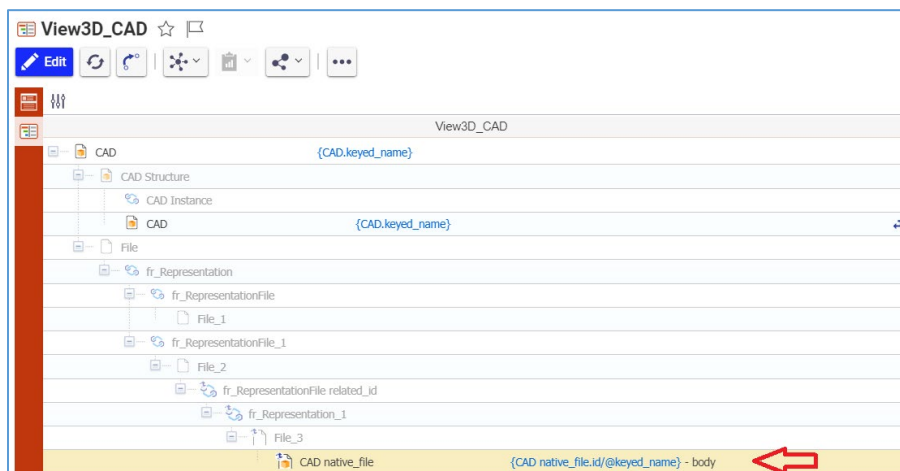 View3D_CAD
Edit
View3D_CAD
CAD {CAD.keyed_name}
CAD Structure
CAD Instance
CAD {CAD.keyed_name}
File
fr_Representation
fr_RepresentationFile
File_1
fr_RepresentationFile_1
File_2
fr_RepresentationFile related_id
fr_Representation_1
File_3
CAD native_file {CAD native_file.id/@keyed_name} - body